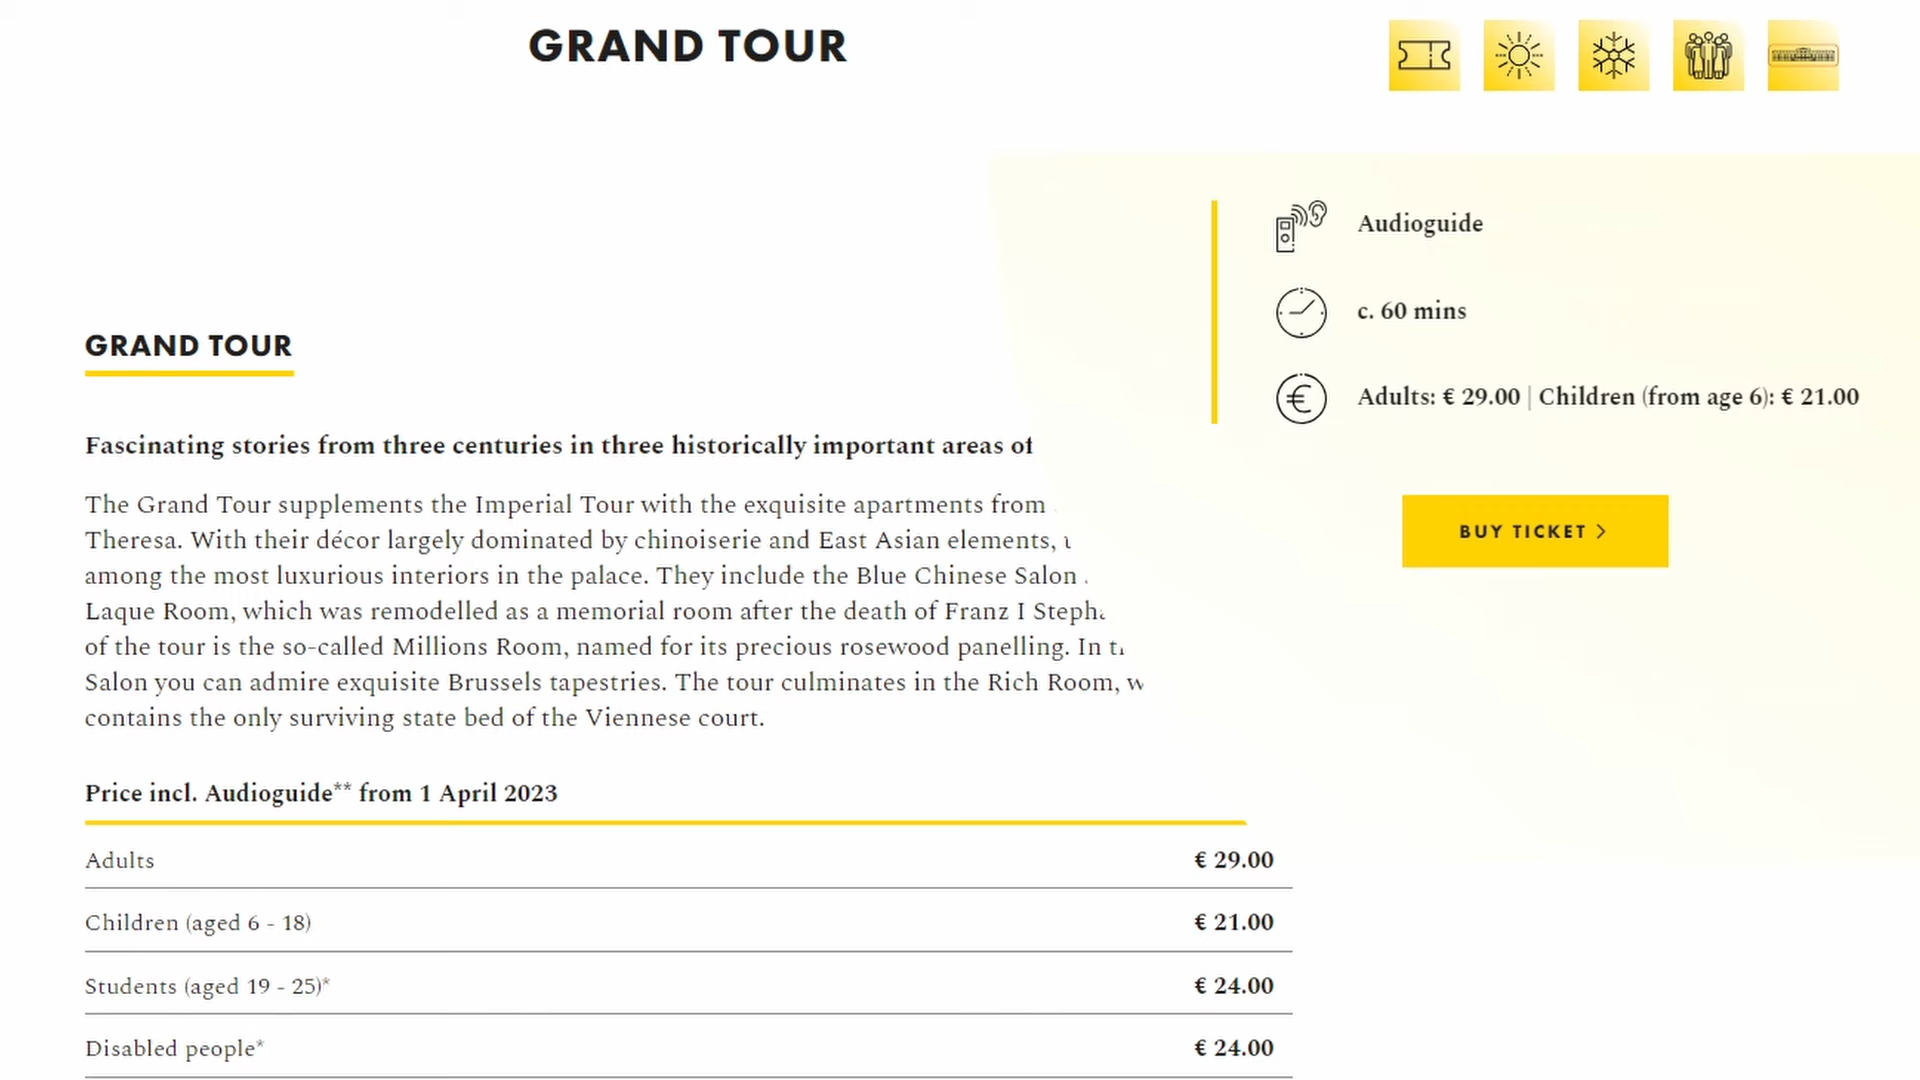 GRAND TOUR
Audioguide
c. 60 mins
Adults: € 29.00 | Children (from age 6): € 21.00
BUY TICKET >
GRAND TOUR
Fascinating stories from three centuries in three historically important areas of
The Grand Tour supplements the Imperial Tour with the exquisite apartments from
Theresa. With their décor largely dominated by chinoiserie and East Asian elements,
among the most luxurious interiors in the palace. They include the Blue Chinese Salon
Laque Room, which was remodelled as a memorial room after the death of Franz I
of the tour is the so-called Millions Room, named for its precious rosewood panelling. In
Salon you can admire exquisite Brussels tapestries. The tour culminates in the Rich Room,
contains the only surviving state bed of the Viennese court.
Price incl. Audioguide** from 1 April 2023
Adults € 29.00
Children (aged 6 - 18) € 21.00
Students (aged 19 - 25)* € 24.00
Disabled people* € 24.00